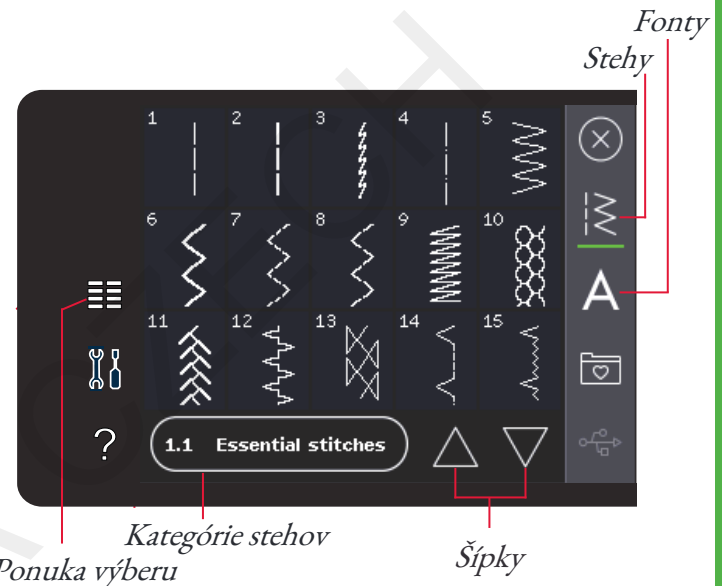 Fonty
Stehy
1 2 3 4 5
6 7 8 9 10
A
11 12 13 14 15
?
1.1 Essential stitches
Kategórie stehov
Šípky
Ponuka výberu